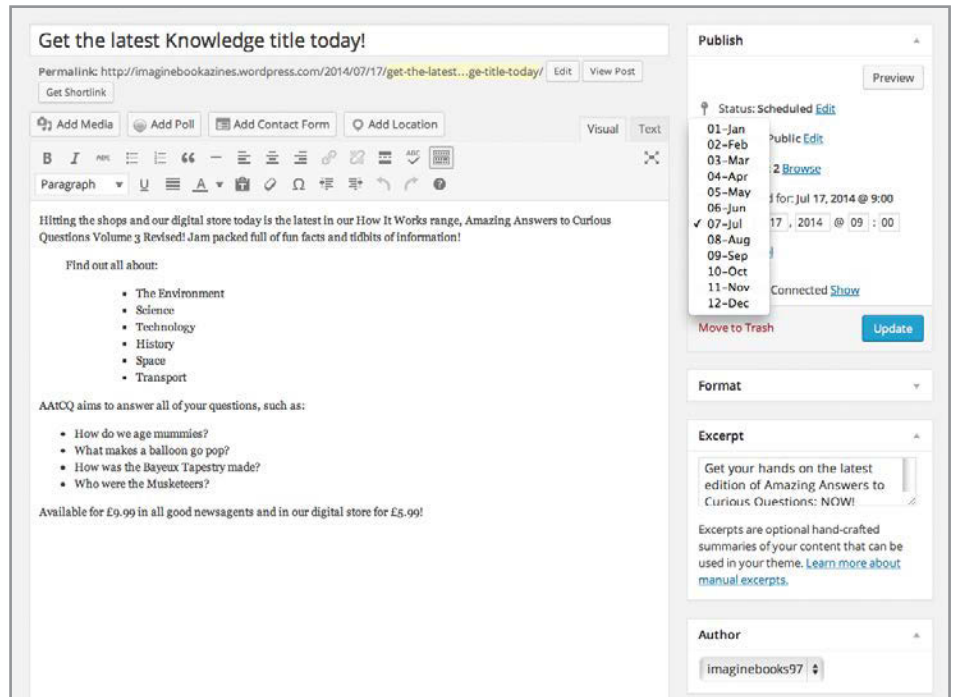 Get the latest Knowledge title today!
Permalink: http://imaginebookazines.wordpress.com/2014/07/17/get-the-latest...ge-title-today/ Edit View Post
Get Shortlink
Add Media Add Poll Add Contact Form Add Location
Visual Text
B I ABC “ ABC
Paragraph U A Ω ?
Hitting the shops and our digital store today is the latest in our How It Works range, Amazing Answers to Curious
Questions Volume 3 Revised! Jam packed full of fun facts and tidbits of information!
Find out all about:
• The Environment
• Science
• Technology
• History
• Space
• Transport
AAtCQ aims to answer all of your questions, such as:
• How do we age mummies?
• What makes a balloon go pop?
• How was the Bayeux Tapestry made?
• Who were the Musketeers?
Available for £9.99 in all good newsagents and in our digital store for £5.99!
Publish
Preview
Status: Scheduled Edit
Public Edit
2 Browse
d for: Jul 17, 2014 @ 9:00
17 , 2014 @ 09 : 00
Connected Show
01-Jan
02-Feb
03-Mar
04-Apr
05-May
06-Jun
✓ 07-Jul
08-Aug
09-Sep
10-Oct
11-Nov
12-Dec
Move to Trash Update
Format
Excerpt
Get your hands on the latest
edition of Amazing Answers to
Curious Questions: NOW!
Excerpts are optional hand-crafted
summaries of your content that can be
used in your theme. Learn more about
manual excerpts.
Author
imaginebooks97